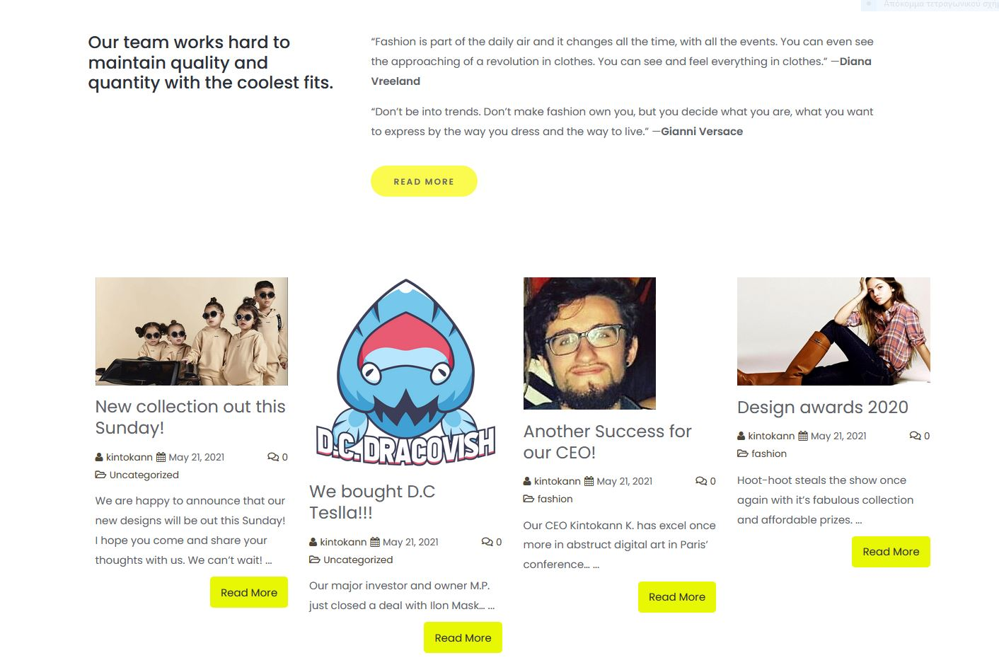 Απόκομμα τετραγωνικού
Our team works hard to
maintain quality and
quantity with the coolest fits.
“Fashion is part of the daily air and it changes all the time, with all the events. You can even see
the approaching of a revolution in clothes. You can see and feel everything in clothes.” —Diana
Vreeland
“Don’t be into trends. Don’t make fashion own you, but you decide what you are, what you want
to express by the way you dress and the way to live.” —Gianni Versace
READ MORE
New collection out this
Sunday!
kintokann May 21, 2021 0
Uncategorized
We are happy to announce that our
new designs will be out this Sunday!
I hope you come and share your
thoughts with us. We can’t wait! ...
Read More
D.C. DRACOVISH
We bought D.C
Teslla!!!
kintokann May 21, 2021 0
Uncategorized
Our major investor and owner M.P.
just closed a deal with Ilon Mask… ...
Read More
Another Success for
our CEO!
kintokann May 21, 2021 0
fashion
Our CEO Kintokann K. has excel once
more in abstruct digital art in Paris’
conference… ...
Read More
Design awards 2020
kintokann May 21, 2021 0
fashion
Hoot-hoot steals the show once
again with it’s fabulous collection
and affordable prizes. ...
Read More